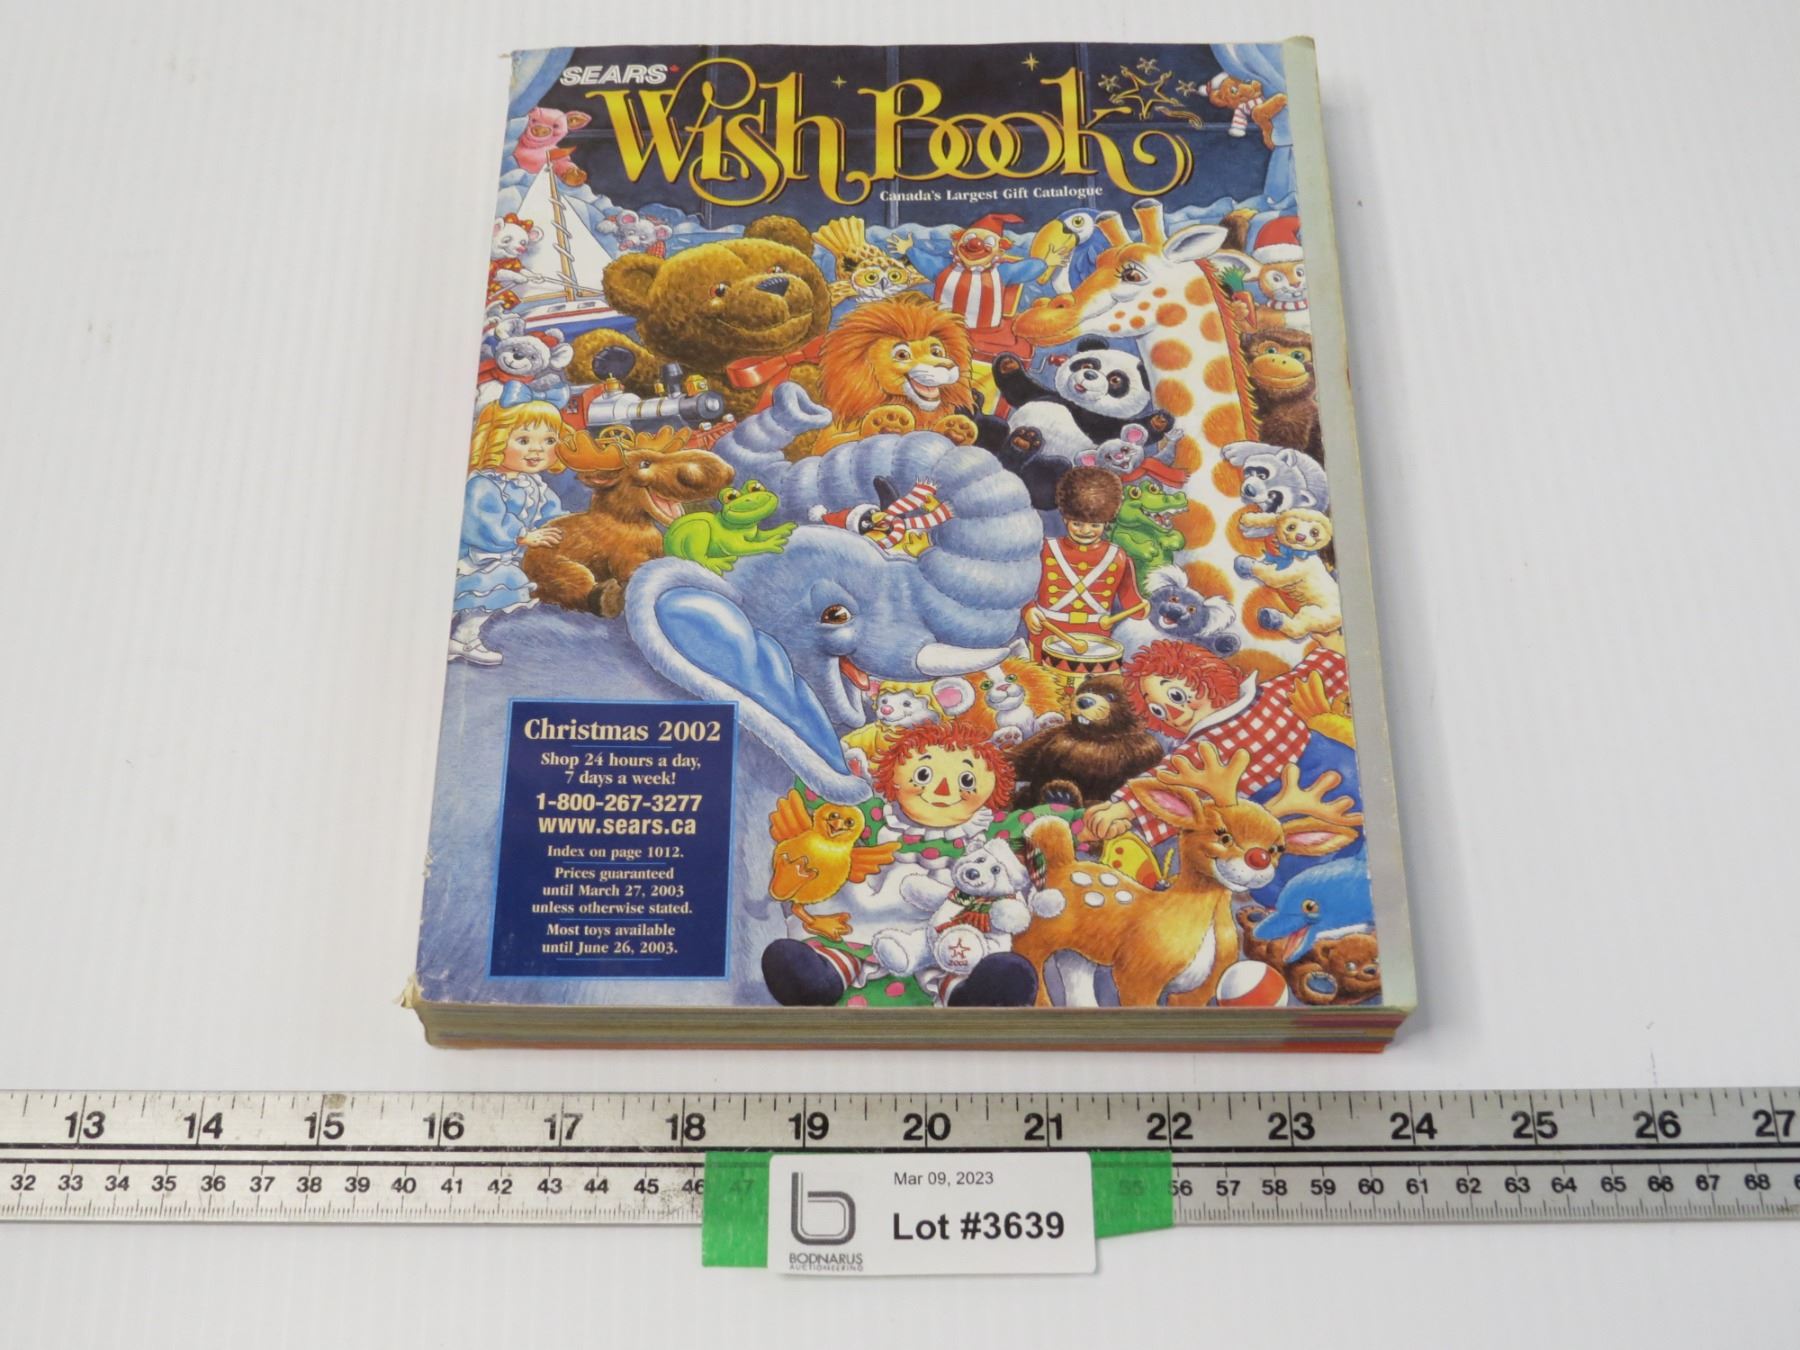 SEARS
Wish Book
Canada's Largest Gift Catalogue
Christmas 2002
Shop 24 hours a day,
7 days a week!
1-800-267-3277
www.sears.ca
Index on page 1012.
Prices guaranteed
until March 27, 2003
unless otherwise stated.
Most toys available
until June 26, 2003.
2002
13 14 15 16 17 18 19 20 21 22 23 24 25 26 27
32 33 34 35 36 37 38 39 40 41 42 43 44 45 46 47 55 56 57 58 59 60 61 62 63 64 65 66 67 68
Mar 09, 2023
Lot #3639
BODNARUS
AUCTIONEERING